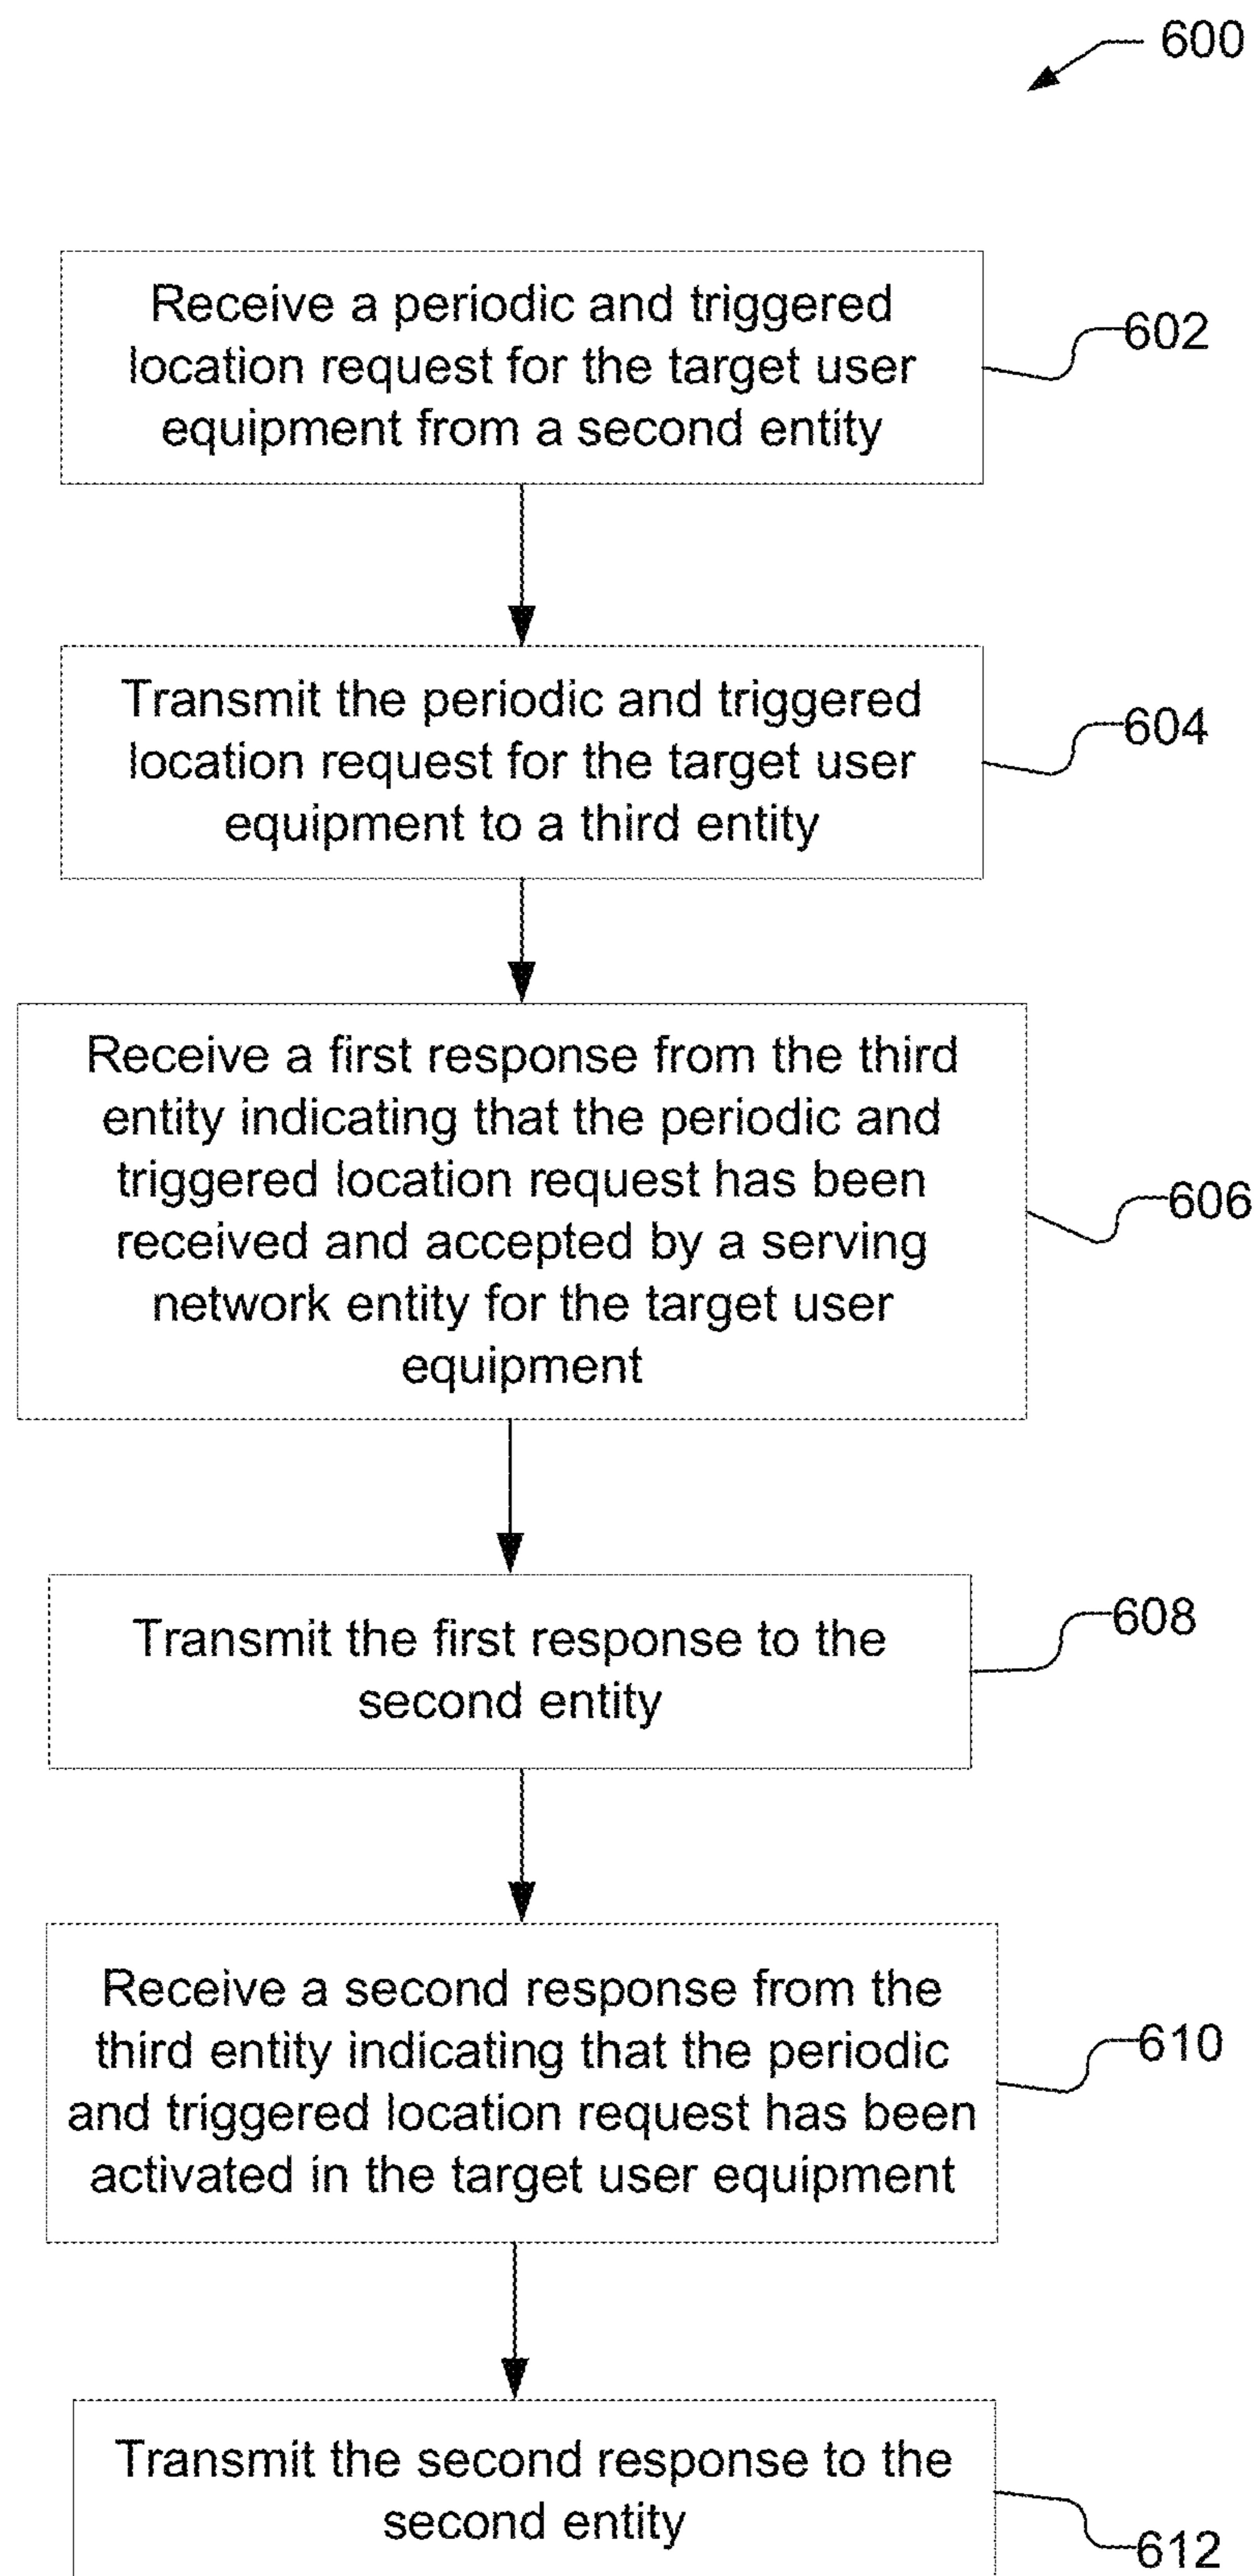 600
Receive a periodic and triggered
location request for the target user
equipment from a second entity
602
Transmit the periodic and triggered
location request for the target user
equipment to a third entity
604
Receive a first response from the third
entity indicating that the periodic and
triggered location request has been
received and accepted by a serving
network entity for the target user
equipment
606
Transmit the first response to the
second entity
608
Receive a second response from the
third entity indicating that the periodic
and triggered location request has been
activated in the target user equipment
610
Transmit the second response to the
second entity
612